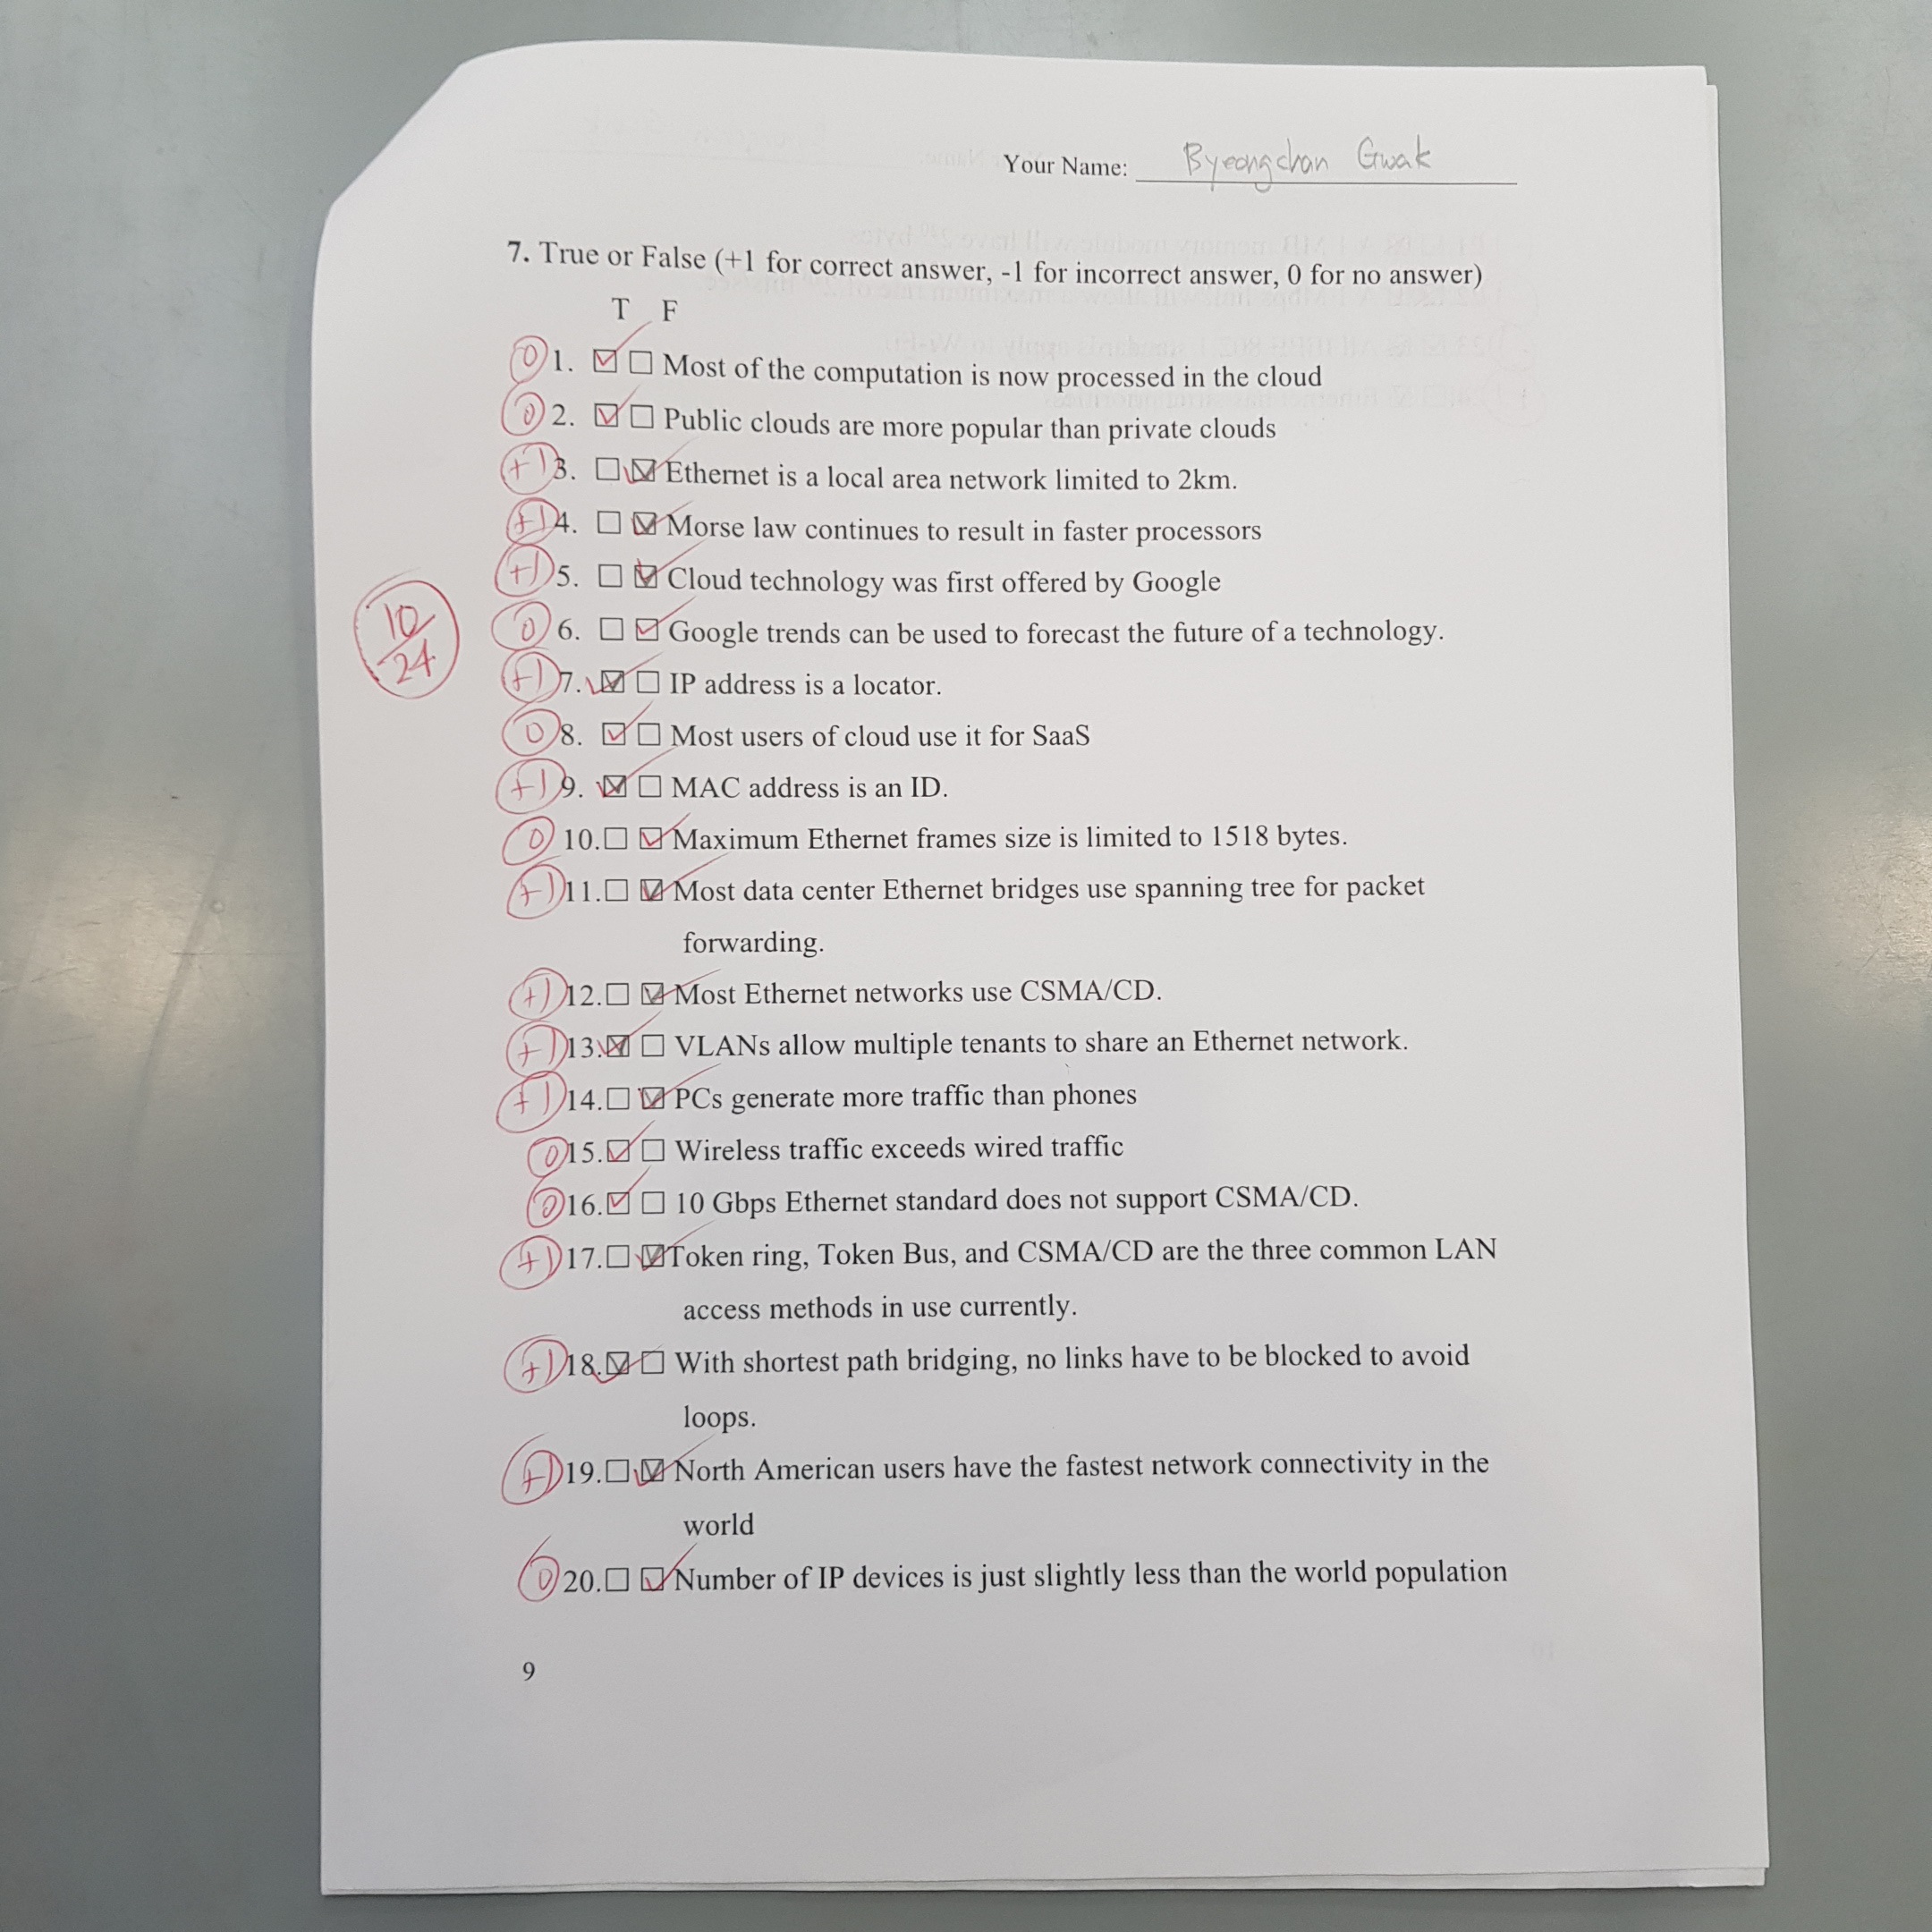 Your Name: Byeongchan Gwak
7. True or False (+1 for correct answer, -1 for incorrect answer, 0 for no answer)
T F
0 1. ☑ ☐ Most of the computation is now processed in the cloud
0 2. ☑ ☐ Public clouds are more popular than private clouds
+1 3. ☐ ☑ Ethernet is a local area network limited to 2km.
+1 4. ☐ ☑ Morse law continues to result in faster processors
+1 5. ☐ ☑ Cloud technology was first offered by Google
10/24
0 6. ☐ ☑ Google trends can be used to forecast the future of a technology.
+1 7. ☑ ☐ IP address is a locator.
0 8. ☑ ☐ Most users of cloud use it for SaaS
+1 9. ☑ ☐ MAC address is an ID.
0 10. ☐ ☑ Maximum Ethernet frames size is limited to 1518 bytes.
+1 11. ☐ ☑ Most data center Ethernet bridges use spanning tree for packet
forwarding.
+1 12. ☐ ☑ Most Ethernet networks use CSMA/CD.
+1 13. ☑ ☐ VLANs allow multiple tenants to share an Ethernet network.
+1 14. ☐ ☑ PCs generate more traffic than phones
0 15. ☑ ☐ Wireless traffic exceeds wired traffic
0 16. ☑ ☐ 10 Gbps Ethernet standard does not support CSMA/CD.
+1 17. ☐ ☑ Token ring, Token Bus, and CSMA/CD are the three common LAN
access methods in use currently.
+1 18. ☑ ☐ With shortest path bridging, no links have to be blocked to avoid
loops.
+1 19. ☐ ☑ North American users have the fastest network connectivity in the
world
0 20. ☐ ☑ Number of IP devices is just slightly less than the world population
9